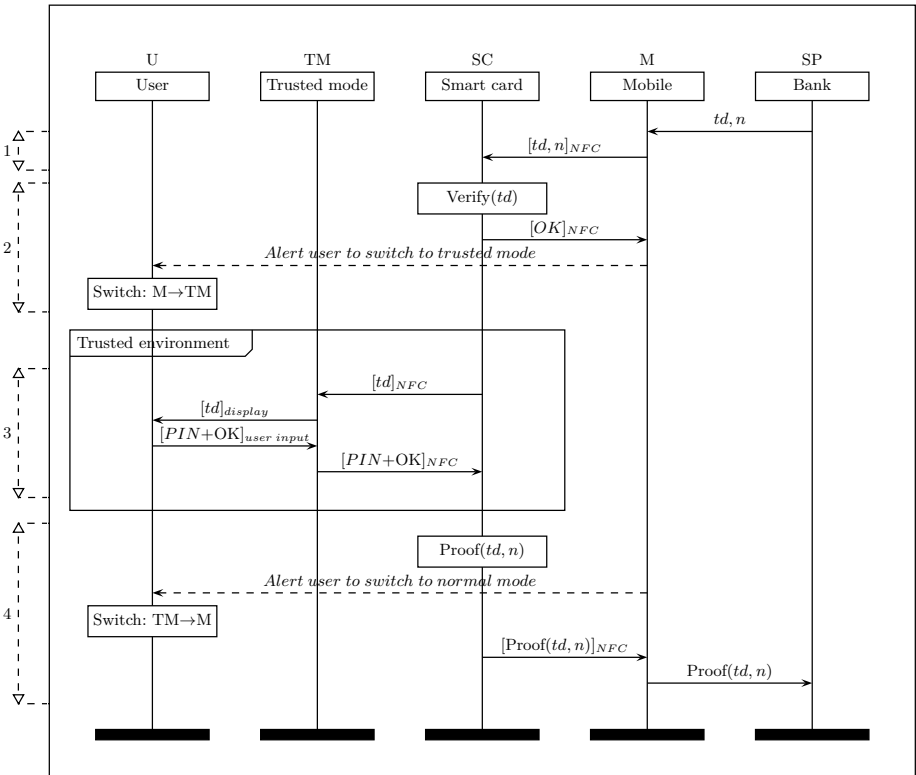 U TM SC M SP
User Trusted mode Smart card Mobile Bank
td, n
1
[td, n]NFC
Verify(td)
[OK]NFC
2
Alert user to switch to trusted mode
Switch: M→TM
Trusted environment
[td]NFC
[td]display
3
[PIN+OK]user input
[PIN+OK]NFC
Proof(td, n)
Alert user to switch to normal mode
4
Switch: TM→M
[Proof(td, n)]NFC
Proof(td, n)